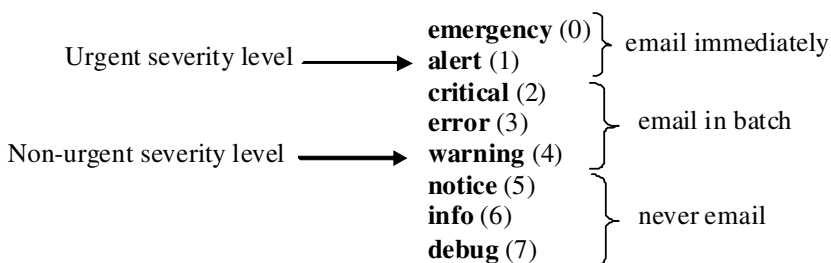 emergency (0)
email immediately
Urgent severity level
alert (1)
critical (2)
error (3)
email in batch
Non-urgent severity level
warning (4)
notice (5)
info (6)
never email
debug (7)